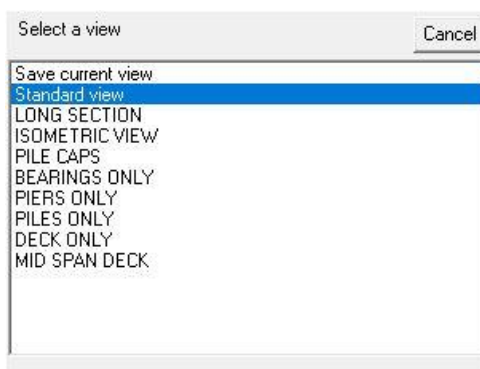 Select a view
Cancel
Save current view
Standard view
LONG SECTION
ISOMETRIC VIEW
PILE CAPS
BEARINGS ONLY
PIERS ONLY
PILES ONLY
DECK ONLY
MID SPAN DECK